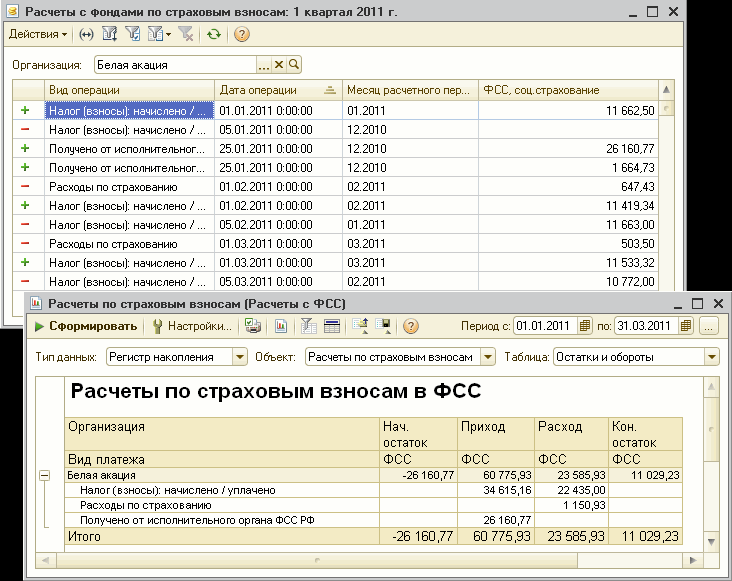 Расчеты с Фондами по страховым взносам: 1 квартал 2011 г.
Действия
Организация: Белая акация ...
Вид операции Дата операции Месяц расчетного пер... ФСС, соц.страхование
+ Налог (взносы): начислено / ... 01.01.2011 0:00:00 01.2011 11 662,50
– Налог (взносы): начислено / ... 05.01.2011 0:00:00 12.2010
+ Получено от исполнительног... 25.01.2011 0:00:00 12.2010 26 160,77
+ Получено от исполнительног... 25.01.2011 0:00:00 12.2010 1 664,73
– Расходы по страхованию 01.02.2011 0:00:00 02.2011 647,43
+ Налог (взносы): начислено / ... 01.02.2011 0:00:00 02.2011 11 419,34
– Налог (взносы): начислено / ... 05.02.2011 0:00:00 01.2011 11 663,00
– Расходы по страхованию 01.03.2011 0:00:00 03.2011 503,50
+ Налог (взносы): начислено / ... 01.03.2011 0:00:00 03.2011 11 533,32
– Налог (взносы): начислено / ... 05.03.2011 0:00:00 02.2011 10 772,00
Расчеты по страховым взносам (Расчеты с ФСС)
Сформировать Настройки... Период с: 01.01.2011 по: 31.03.2011 ...
Тип данных: Регистр накопления Объект: Расчеты по страховым взносам Таблица: Остатки и обороты
Расчеты по страховым взносам в ФСС
Организация Нач. остаток Приход Расход Кон. остаток
Вид платежа ФСС ФСС ФСС ФСС
Белая акация -26 160,77 60 775,93 23 585,93 11 029,23
Налог (взносы): начислено / уплачено 34 615,16 22 435,00
Расходы по страхованию 1 150,93
Получено от исполнительного органа ФСС РФ 26 160,77
Итого -26 160,77 60 775,93 23 585,93 11 029,23